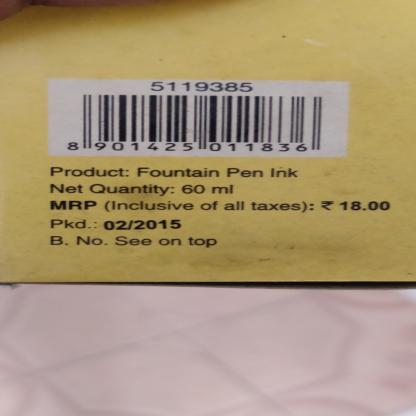 5119385
8 901425 011836
Product: Fountain Pen Ink
Net Quantity: 60 ml
MRP (Inclusive of all taxes): ₹ 18.00
Pkd.: 02/2015
B. No. See on top